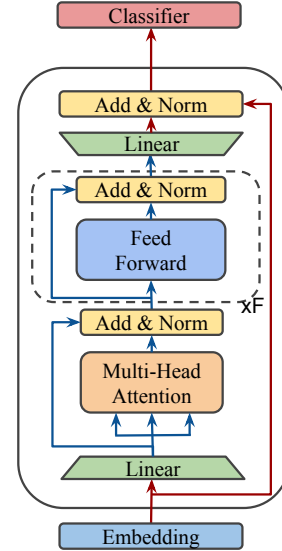 Classifier
Add & Norm
Linear
Add & Norm
Feed
Forward
xF
Add & Norm
Multi-Head
Attention
Linear
Embedding